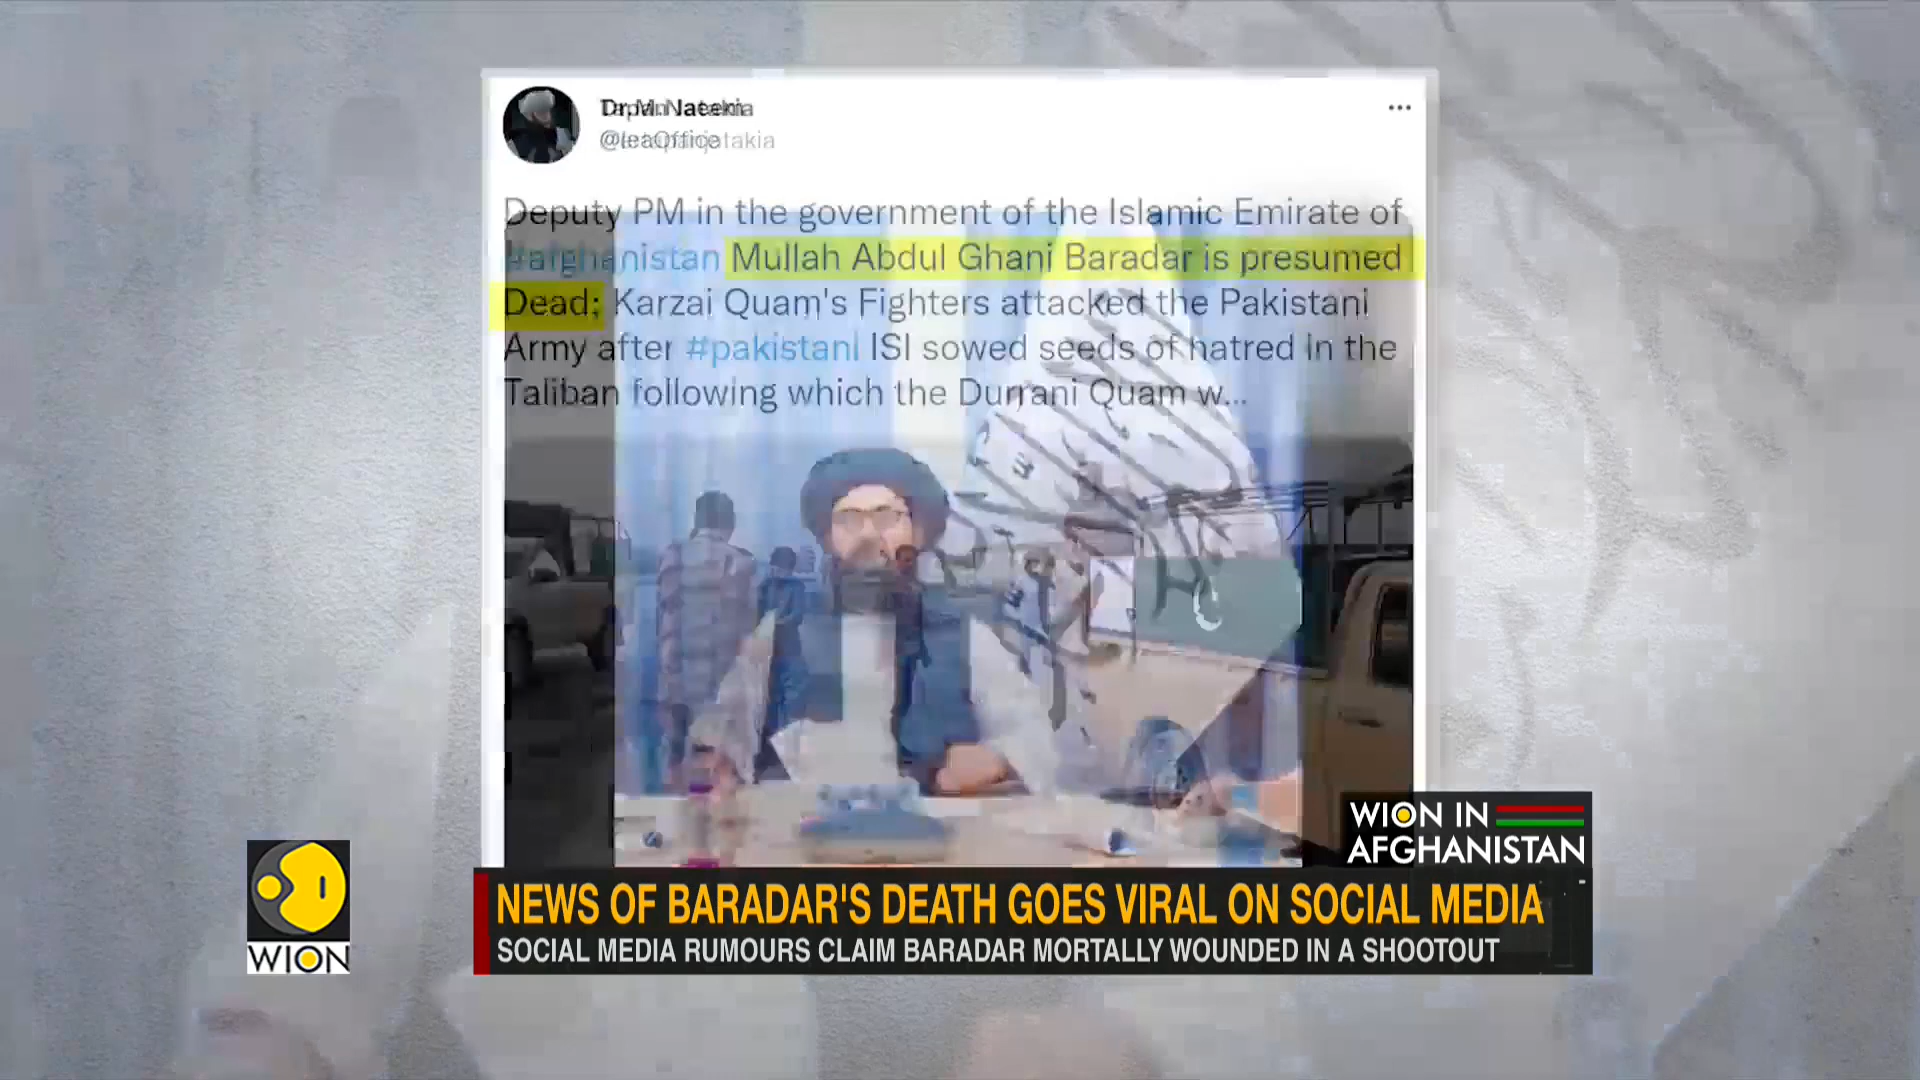 Deputy PM in the government of the Islamic Emirate of
#afghanistan Mullah Abdul Ghani Baradar is presumed
Dead; Karzai Quam's Fighters attacked the Pakistani
Army after #pakistani ISI sowed seeds of hatred in the
Taliban following which the Durrani Quam w...
WION IN
AFGHANISTAN
NEWS OF BARADAR'S DEATH GOES VIRAL ON SOCIAL MEDIA
SOCIAL MEDIA RUMOURS CLAIM BARADAR MORTALLY WOUNDED IN A SHOOTOUT
WION